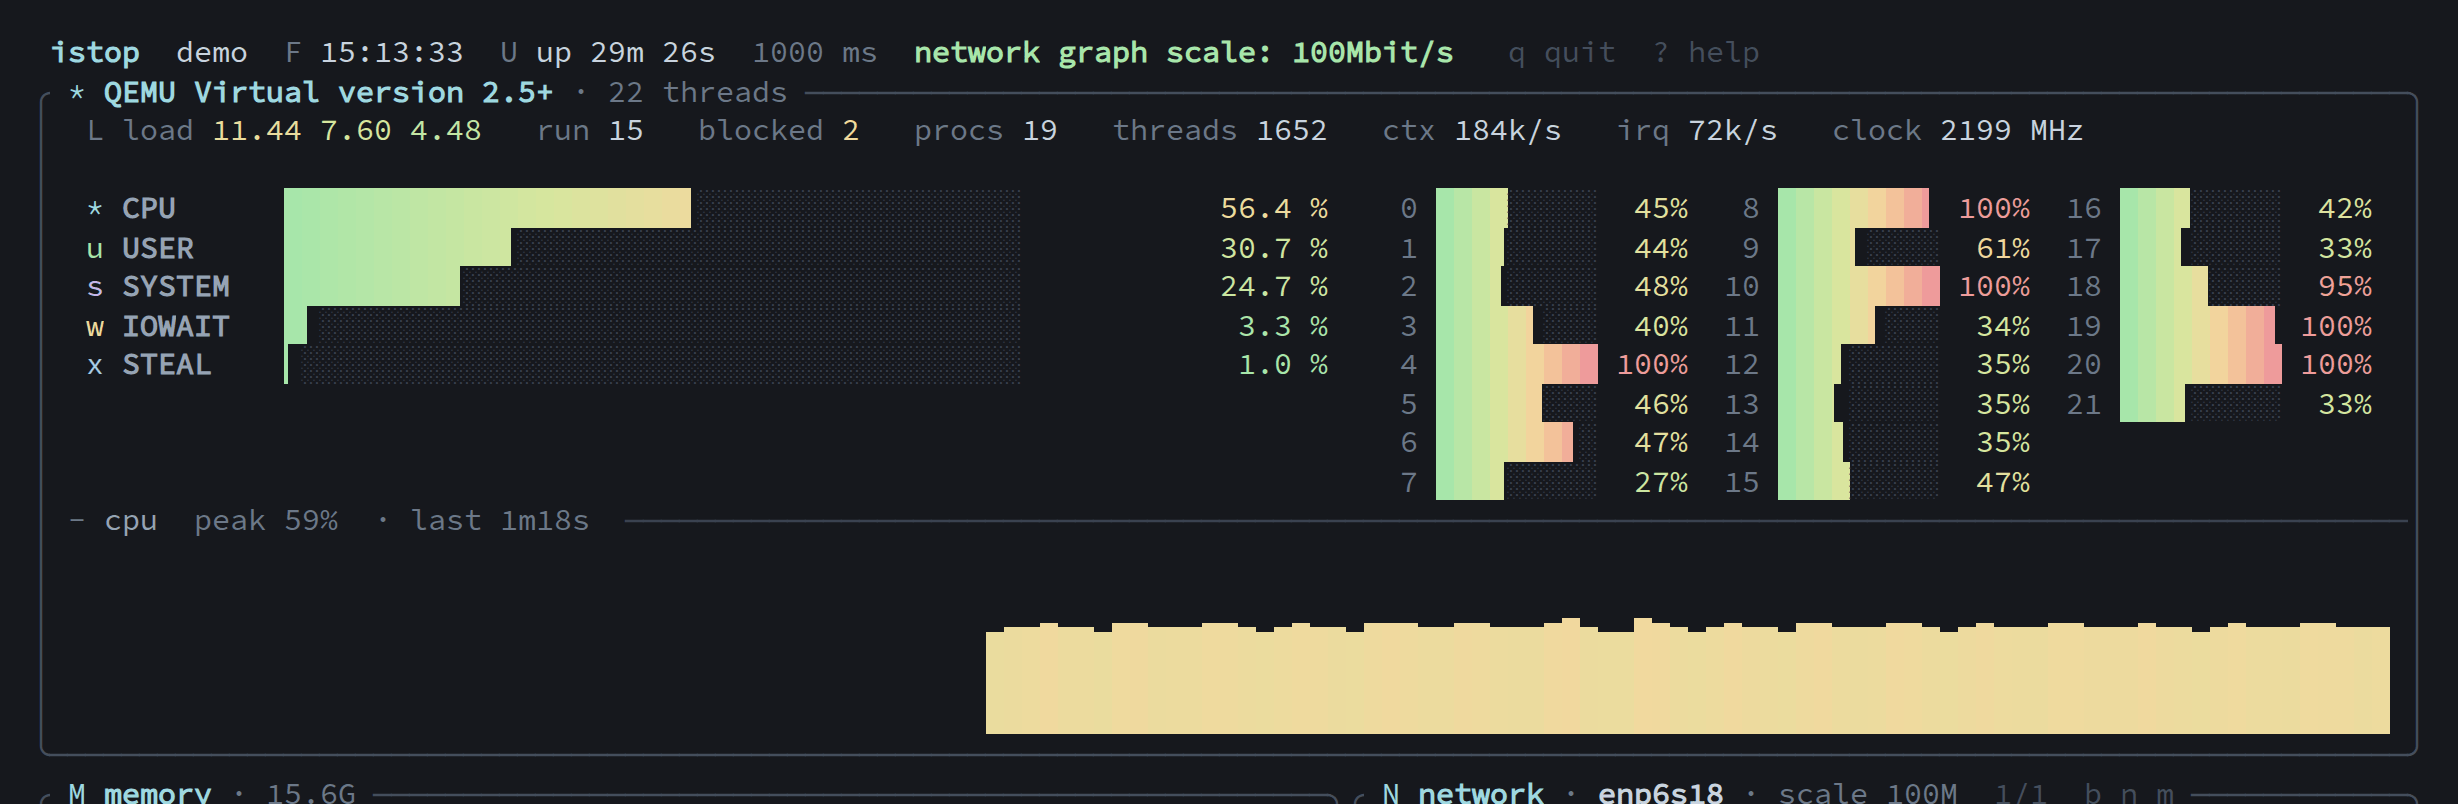 istop demo F 15:13:33 U up 29m 26s 1000 ms network graph scale: 100Mbit/s q quit ? help
* QEMU Virtual version 2.5+ · 22 threads
L load 11.44 7.60 4.48 run 15 blocked 2 procs 19 threads 1652 ctx 184k/s irq 72k/s clock 2199 MHz
* CPU 56.4 % 0 45% 8 100% 16 42%
u USER 30.7 % 1 44% 9 61% 17 33%
s SYSTEM 24.7 % 2 48% 10 100% 18 95%
w IOWAIT 3.3 % 3 40% 11 34% 19 100%
x STEAL 1.0 % 4 100% 12 35% 20 100%
5 46% 13 35% 21 33%
6 47% 14 35%
7 27% 15 47%
– cpu peak 59% · last 1m18s
M memory · 15.6G N network · enp6s18 · scale 100M 1/1 b n m